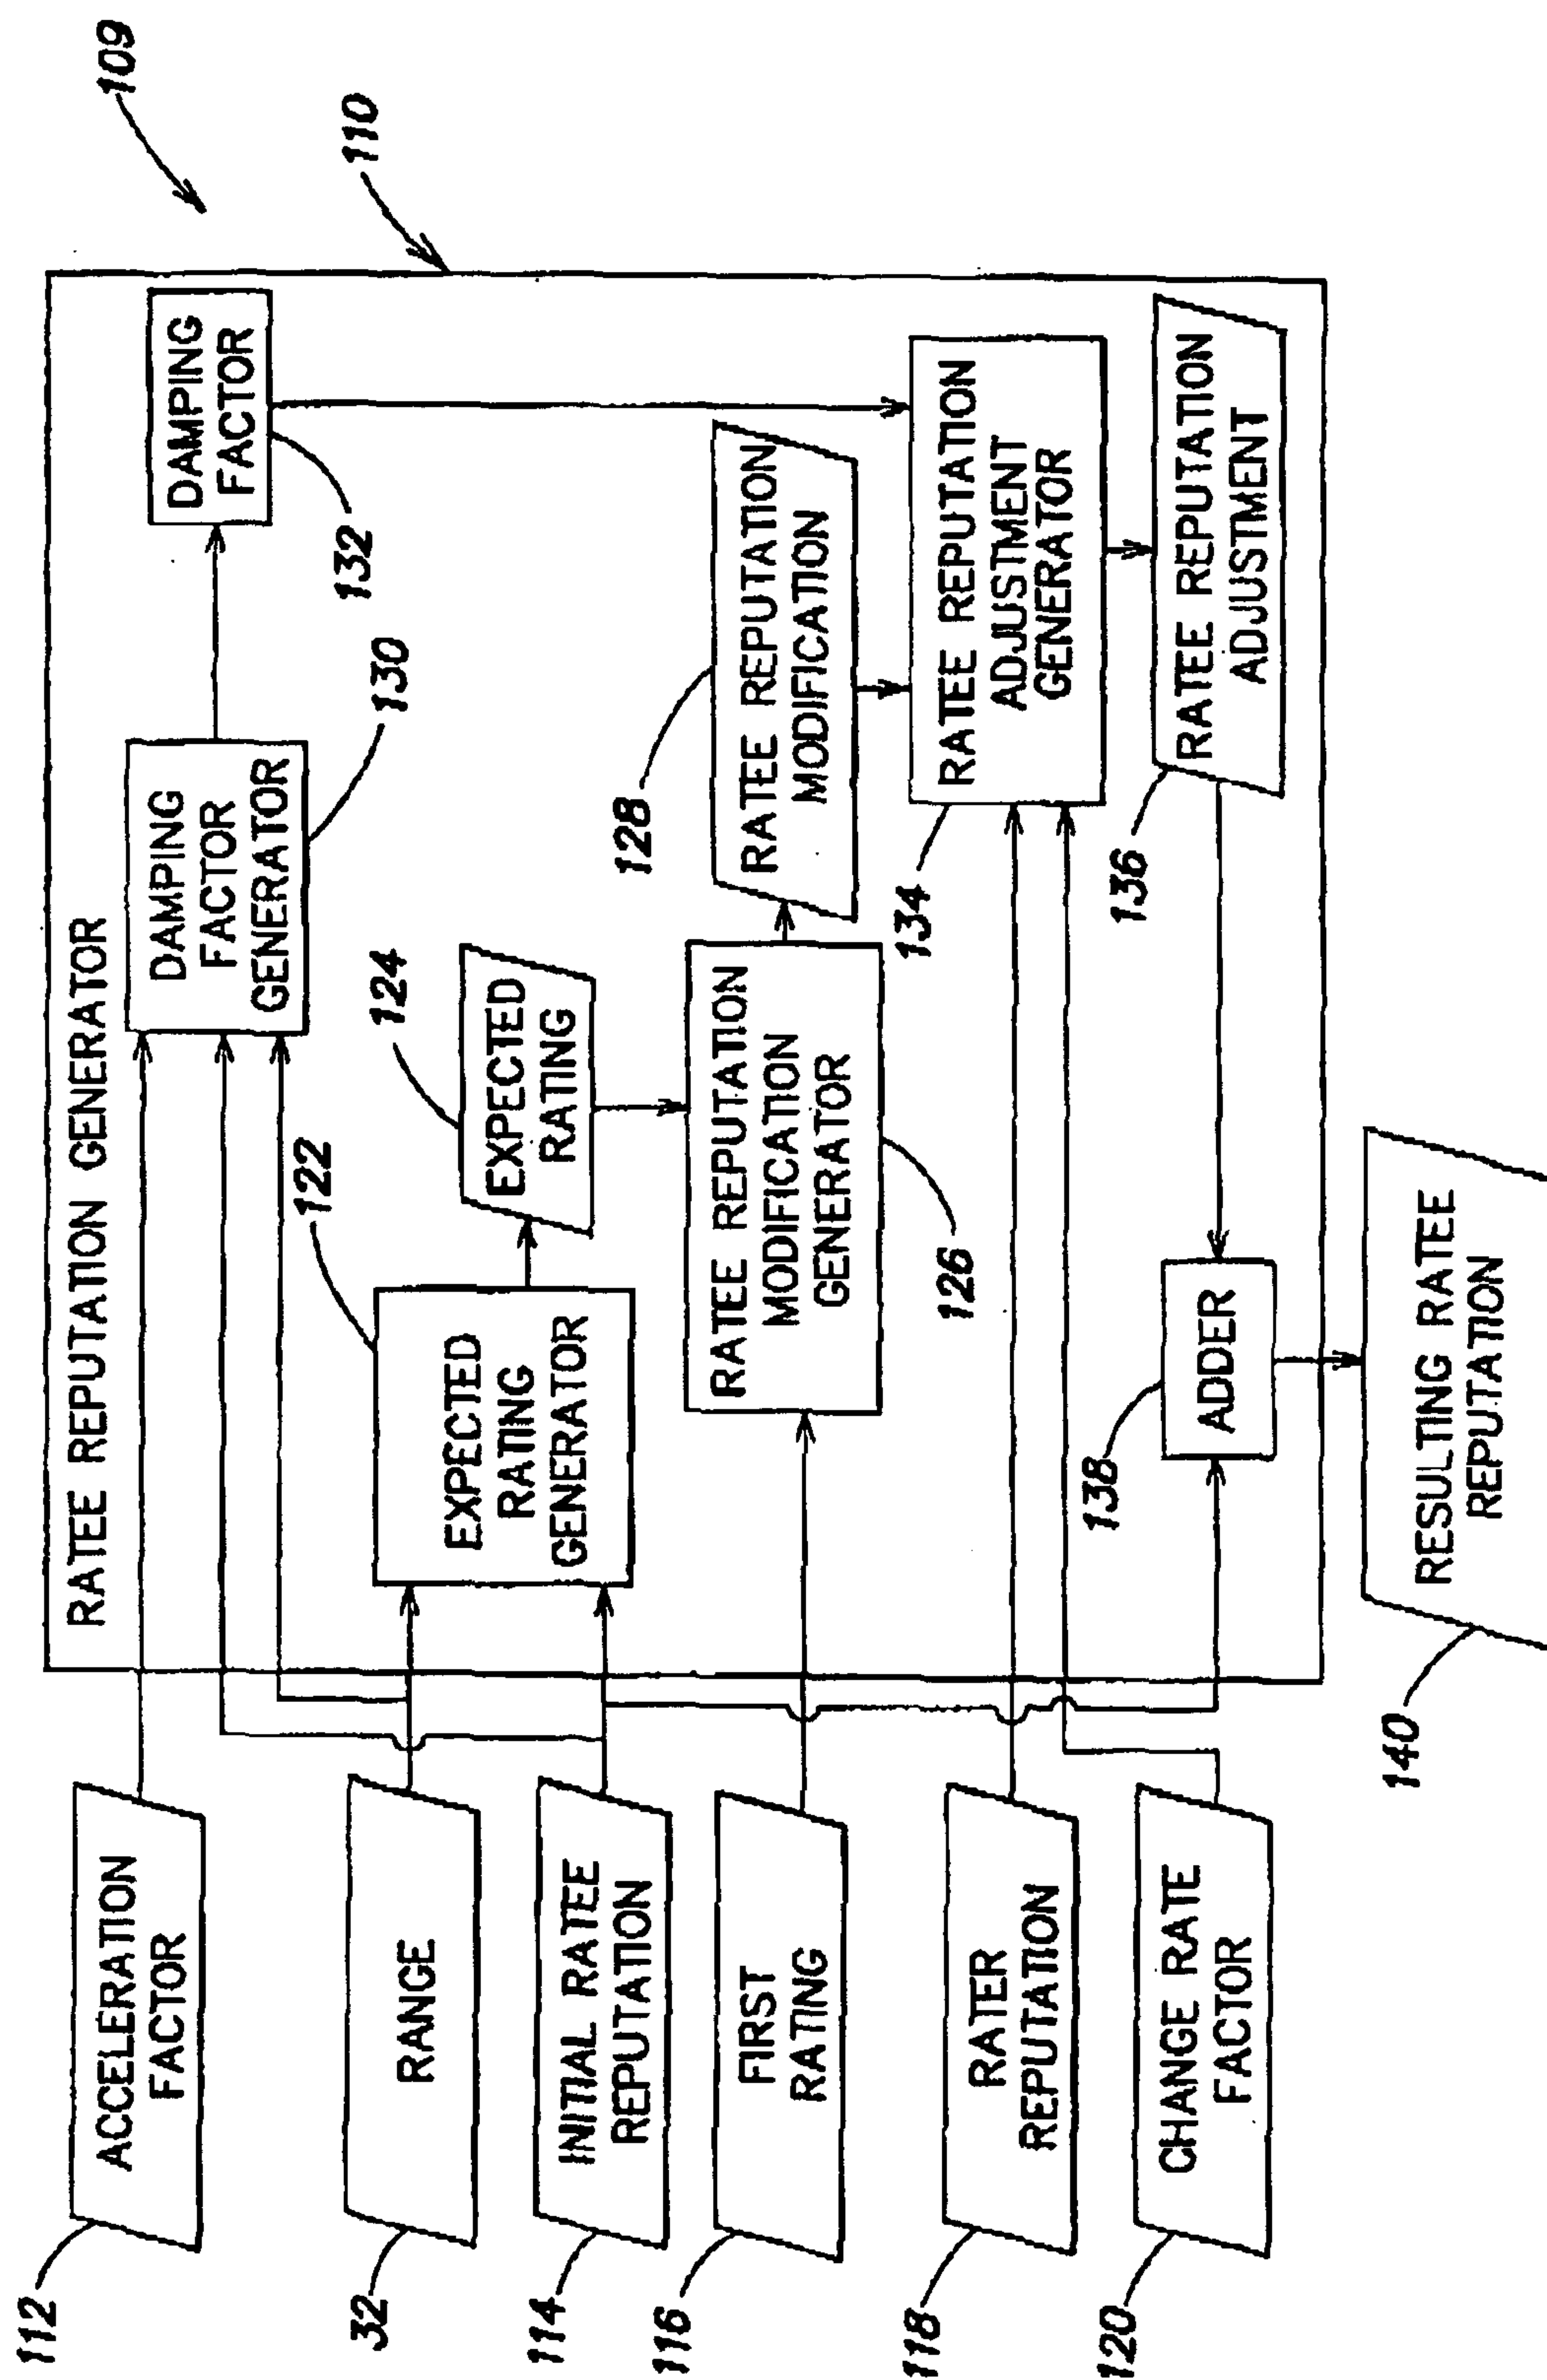 109
110
RATEE REPUTATION GENERATOR
112
ACCELERATION
FACTOR
DAMPING
FACTOR
GENERATOR
130
DAMPING
FACTOR
132
32
RANGE
122
EXPECTED
RATING
GENERATOR
124
EXPECTED
RATING
114
INITIAL RATEE
REPUTATION
116
FIRST
RATING
RATEE REPUTATION
MODIFICATION
GENERATOR
126
128
RATEE REPUTATION
MODIFICATION
118
RATER
REPUTATION
134
RATEE REPUTATION
ADJUSTMENT
GENERATOR
120
CHANGE RATE
FACTOR
138
ADDER
136
RATEE REPUTATION
ADJUSTMENT
140
RESULTING RATEE
REPUTATION